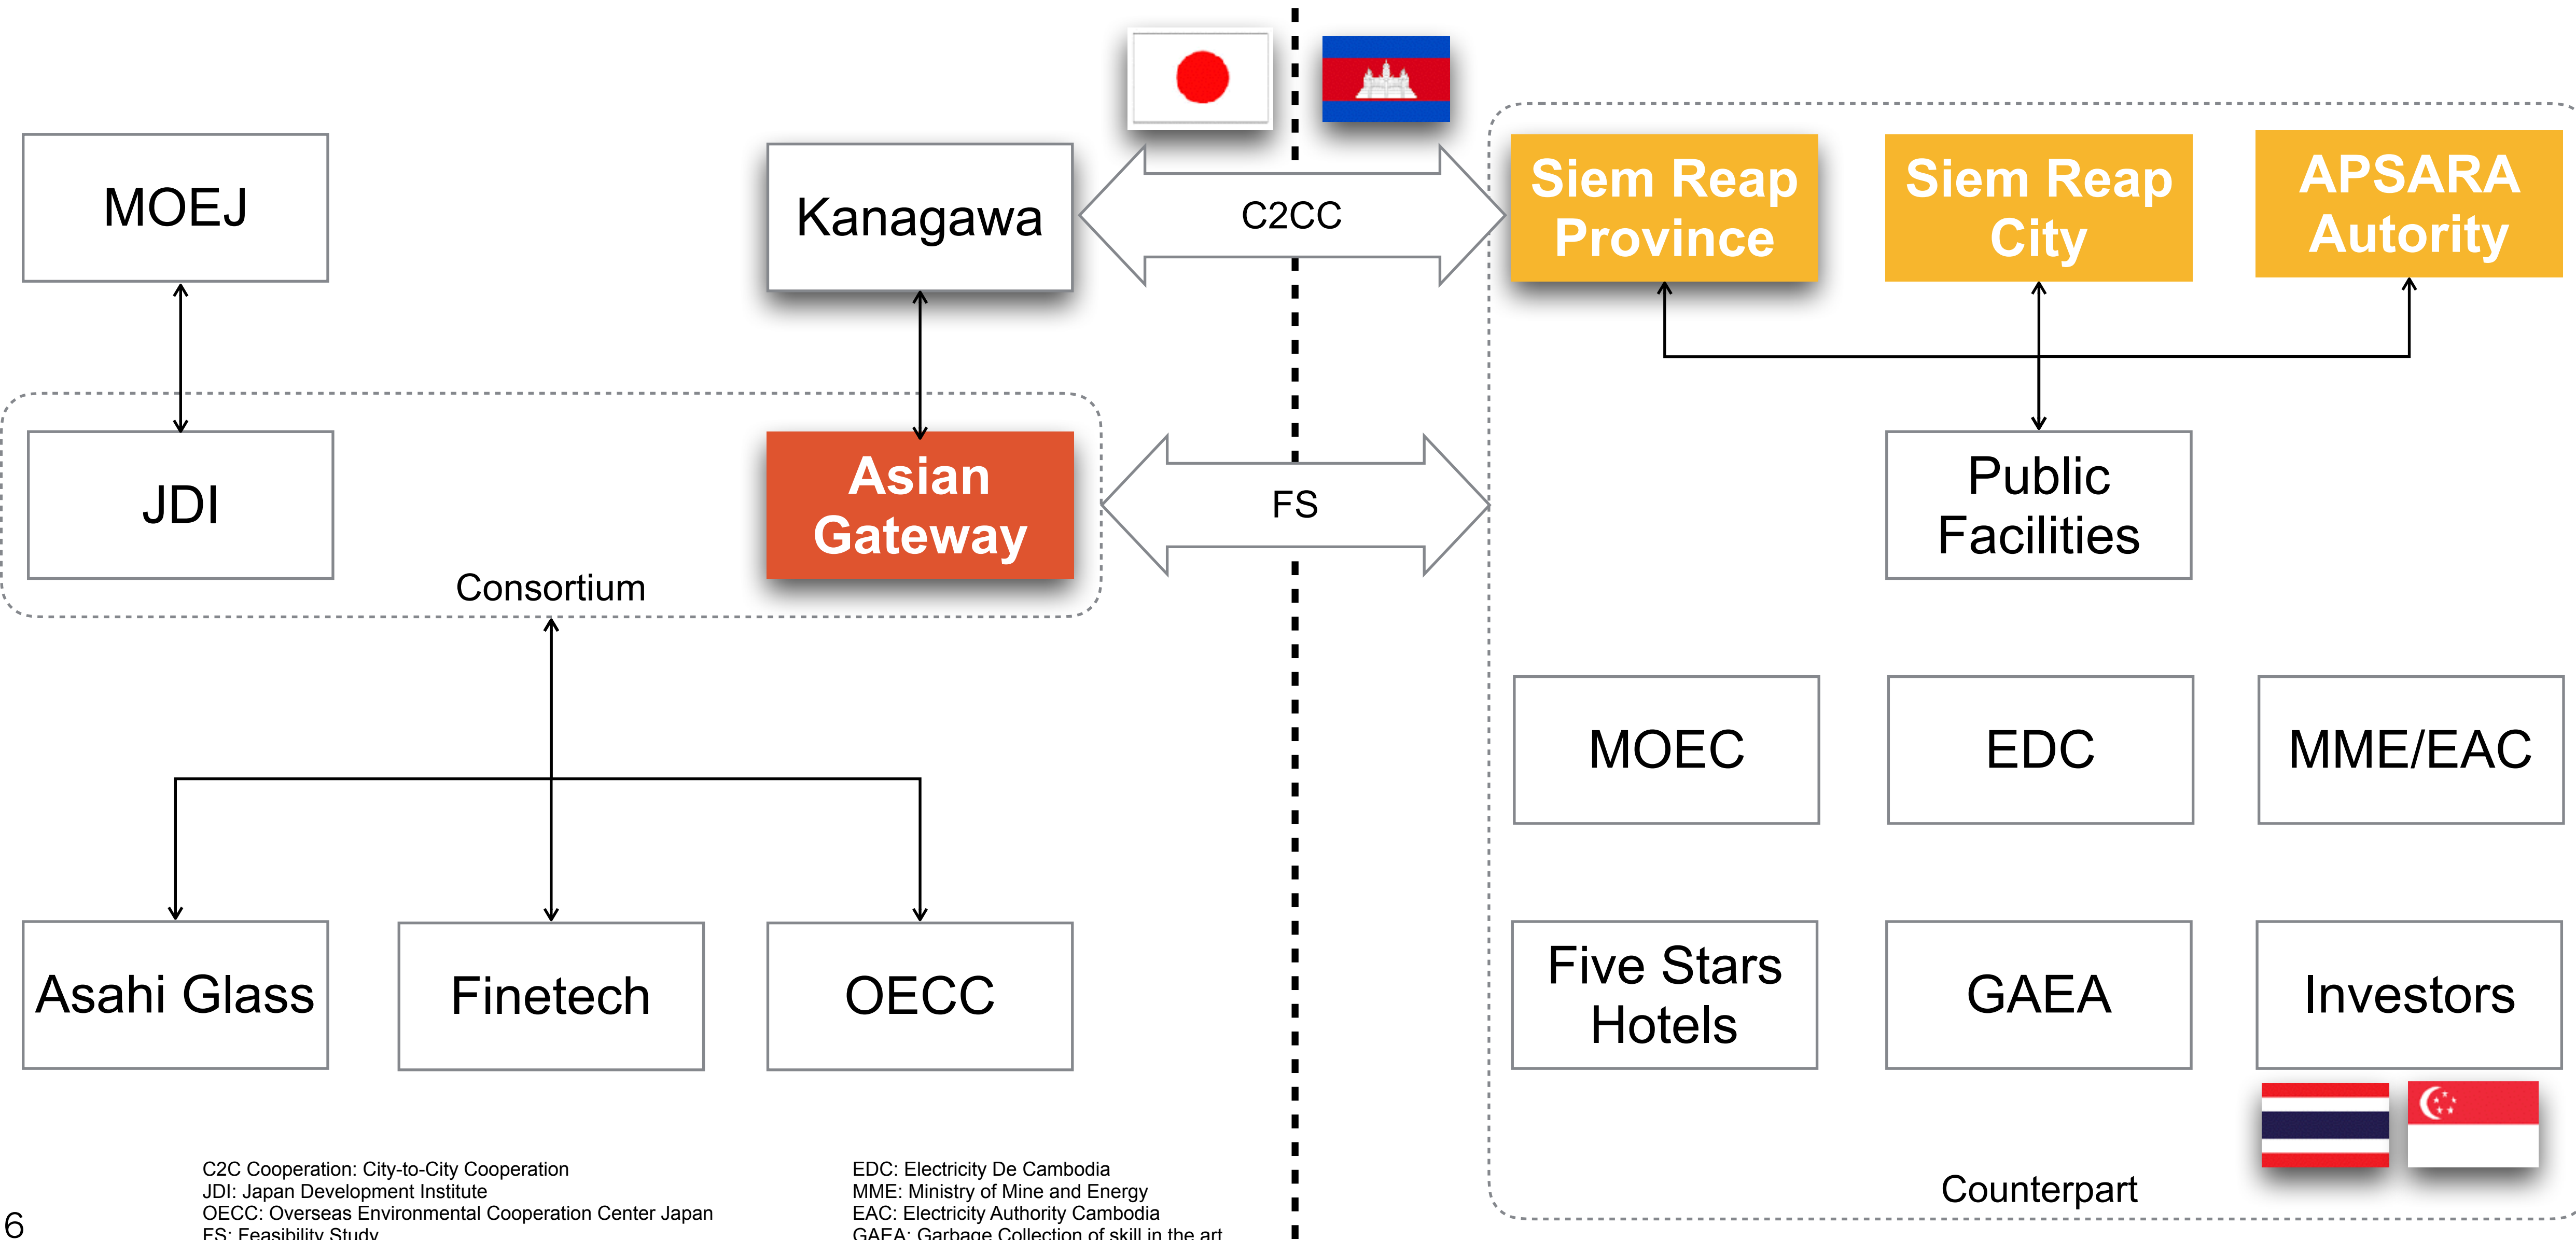 MOEJ
Kanagawa
C2CC
Siem Reap
Province
Siem Reap
City
APSARA
Autority
JDI
Asian
Gateway
Consortium
FS
Public
Facilities
MOEC
EDC
MME/EAC
Asahi Glass
Finetech
OECC
Five Stars
Hotels
GAEA
Investors
Counterpart
C2C Cooperation: City-to-City Cooperation
JDI: Japan Development Institute
OECC: Overseas Environmental Cooperation Center Japan
FS: Feasibility Study
EDC: Electricity De Cambodia
MME: Ministry of Mine and Energy
EAC: Electricity Authority Cambodia
GAEA: Garbage Collection of skill in the art
6